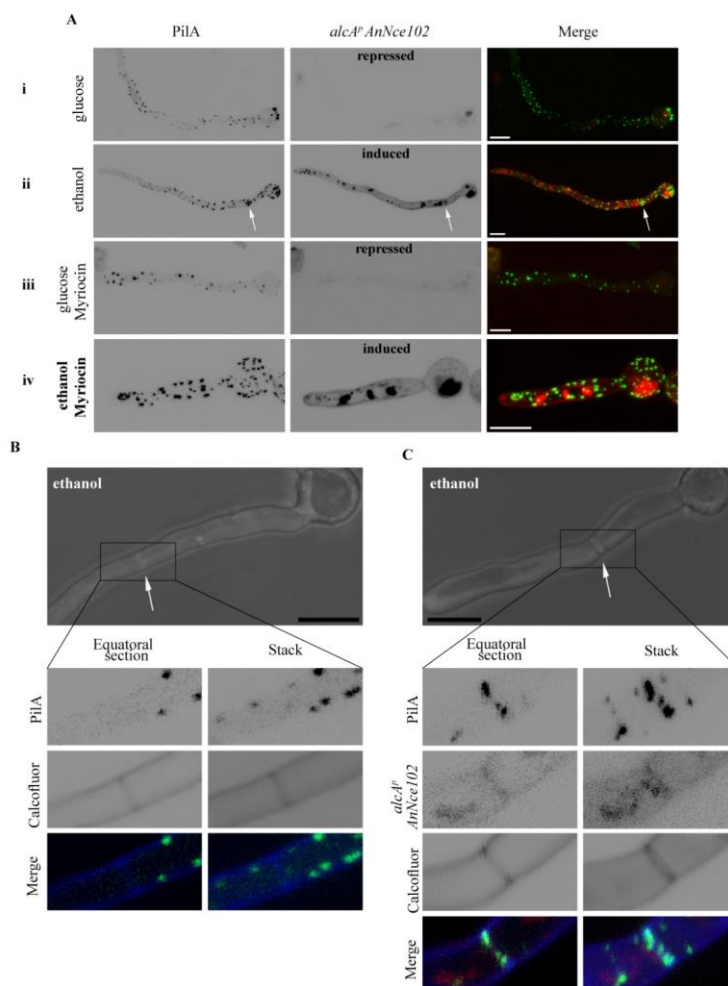 A
PilA
alcAᵖ AnNce102
Merge
i
glucose
repressed
ii
ethanol
induced
iii
glucose
Myriocin
repressed
iv
ethanol
Myriocin
induced
B
ethanol
Equatoral
section
Stack
PilA
Calcofluor
Merge
C
ethanol
Equatoral
section
Stack
PilA
alcAᵖ
AnNce102
Calcofluor
Merge